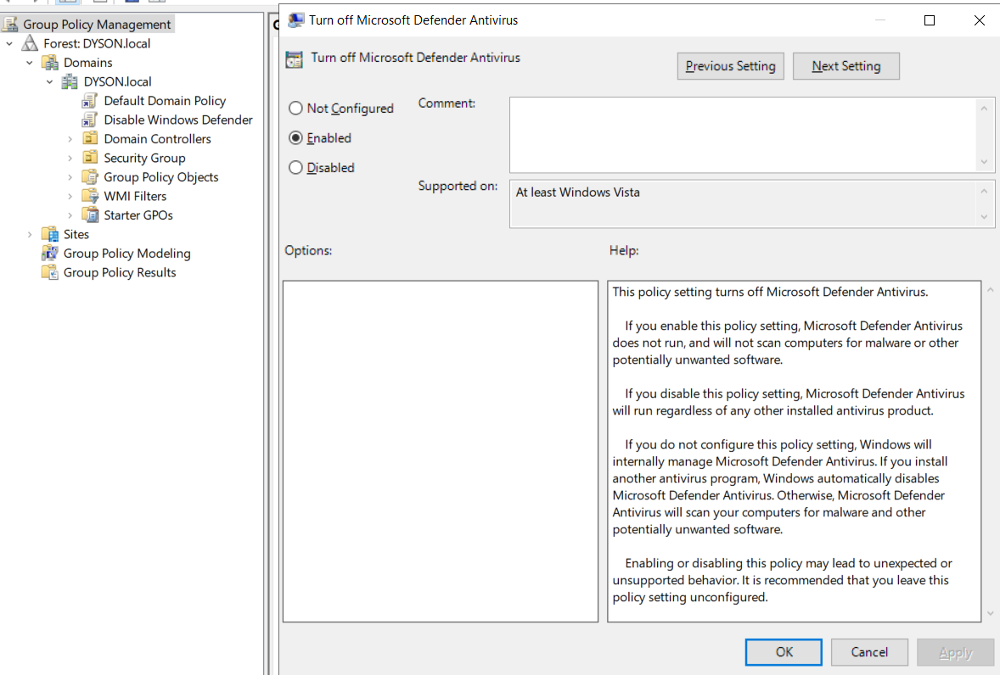 Group Policy Management
Forest: DYSON.local
Domains
DYSON.local
Default Domain Policy
Disable Windows Defender
Domain Controllers
Security Group
Group Policy Objects
WMI Filters
Starter GPOs
Sites
Group Policy Modeling
Group Policy Results
Turn off Microsoft Defender Antivirus
Turn off Microsoft Defender Antivirus
Previous Setting
Next Setting
Not Configured
Enabled
Disabled
Comment:
Supported on:
At least Windows Vista
Options:
Help:
This policy setting turns off Microsoft Defender Antivirus.
If you enable this policy setting, Microsoft Defender Antivirus
does not run, and will not scan computers for malware or other
potentially unwanted software.
If you disable this policy setting, Microsoft Defender Antivirus
will run regardless of any other installed antivirus product.
If you do not configure this policy setting, Windows will
internally manage Microsoft Defender Antivirus. If you install
another antivirus program, Windows automatically disables
Microsoft Defender Antivirus. Otherwise, Microsoft Defender
Antivirus will scan your computers for malware and other
potentially unwanted software.
Enabling or disabling this policy may lead to unexpected or
unsupported behavior. It is recommended that you leave this
policy setting unconfigured.
OK
Cancel
Apply